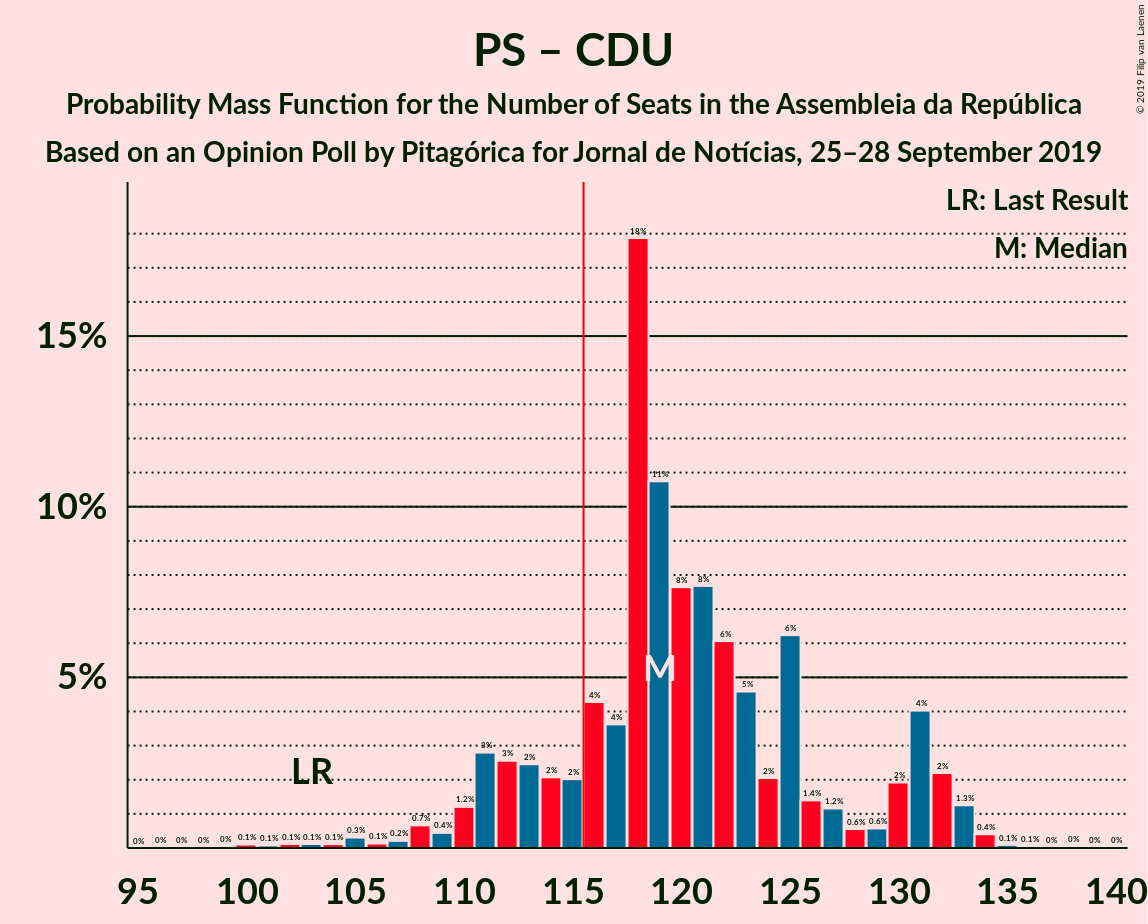 PS – CDU
Probability Mass Function for the Number of Seats in the Assembleia da República
Based on an Opinion Poll by Pitagórica for Jornal de Notícias, 25–28 September 2019
© 2019 Filip van Laenen
LR: Last Result
M: Median
15%
10%
5%
0% 0% 0% 0% 0% 0.1% 0.1% 0.1% 0.1% 0.1% 0.3% 0.1% 0.2% 0.7% 0.4% 1.2% 3% 3% 2% 2% 2% 4% 4% 18% 11% 8% 8% 6% 5% 2% 6% 1.4% 1.2% 0.6% 0.6% 2% 4% 2% 1.3% 0.4% 0.1% 0.1% 0% 0% 0% 0%
LR
M
95 100 105 110 115 120 125 130 135 140